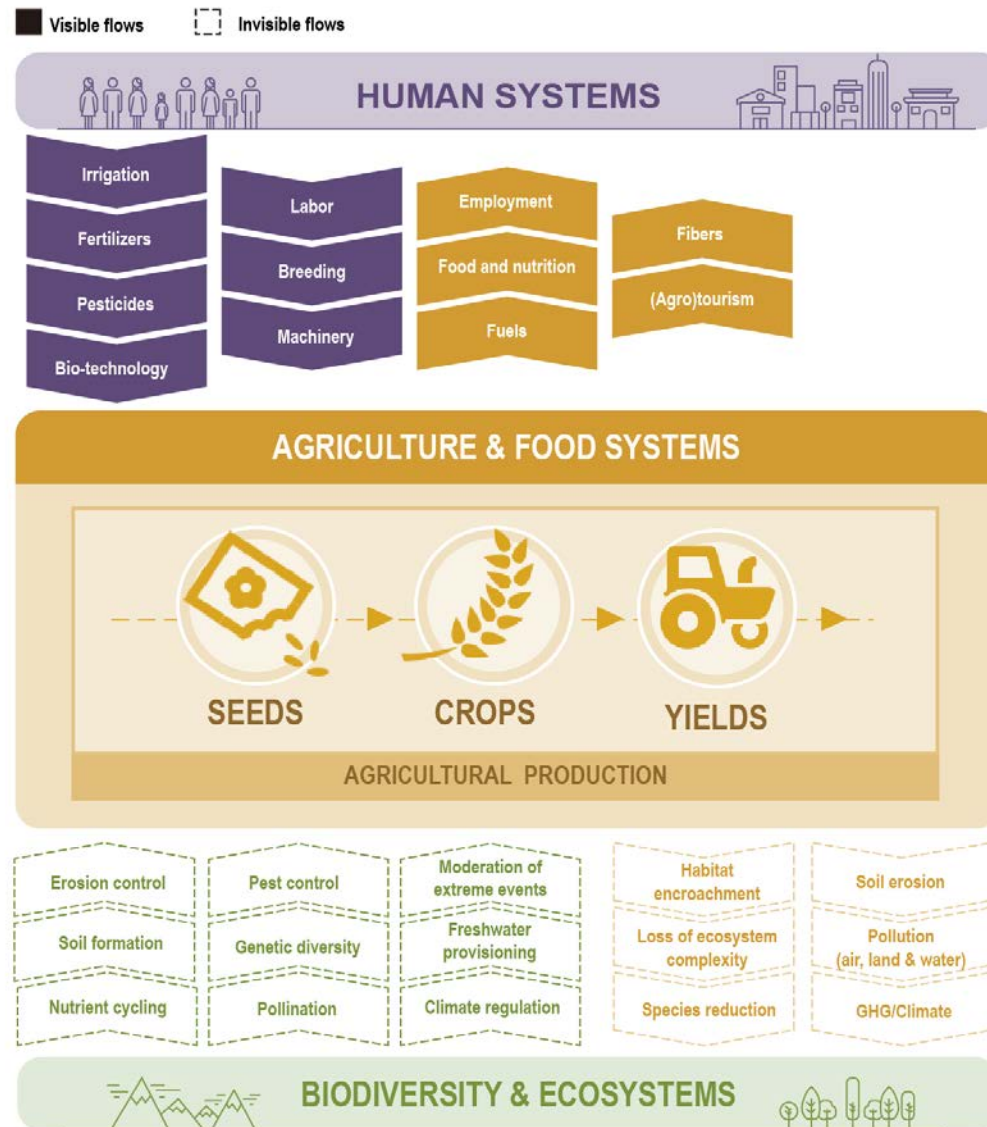 Visible flows
Invisible flows
HUMAN SYSTEMS
Irrigation
Fertilizers
Pesticides
Bio-technology
Labor
Breeding
Machinery
Employment
Food and nutrition
Fuels
Fibers
(Agro)tourism
AGRICULTURE & FOOD SYSTEMS
SEEDS
CROPS
YIELDS
AGRICULTURAL PRODUCTION
Erosion control
Soil formation
Nutrient cycling
Pest control
Genetic diversity
Pollination
Moderation of
extreme events
Freshwater
provisioning
Climate regulation
Habitat
encroachment
Loss of ecosystem
complexity
Species reduction
Soil erosion
Pollution
(air, land & water)
GHG/Climate
BIODIVERSITY & ECOSYSTEMS